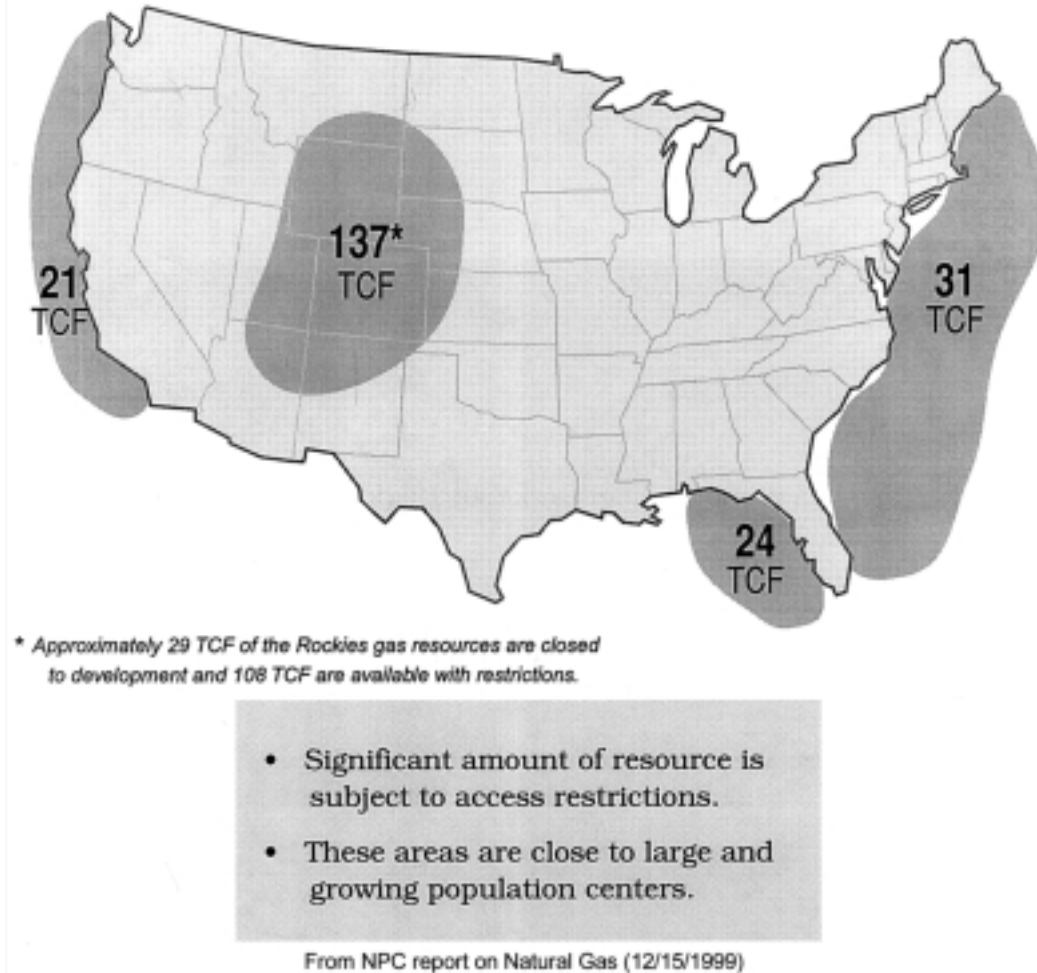 137*
TCF
21
TCF
31
TCF
24
TCF
* Approximately 29 TCF of the Rockies gas resources are closed
to development and 108 TCF are available with restrictions.
• Significant amount of resource is
subject to access restrictions.
• These areas are close to large and
growing population centers.
From NPC report on Natural Gas (12/15/1999)